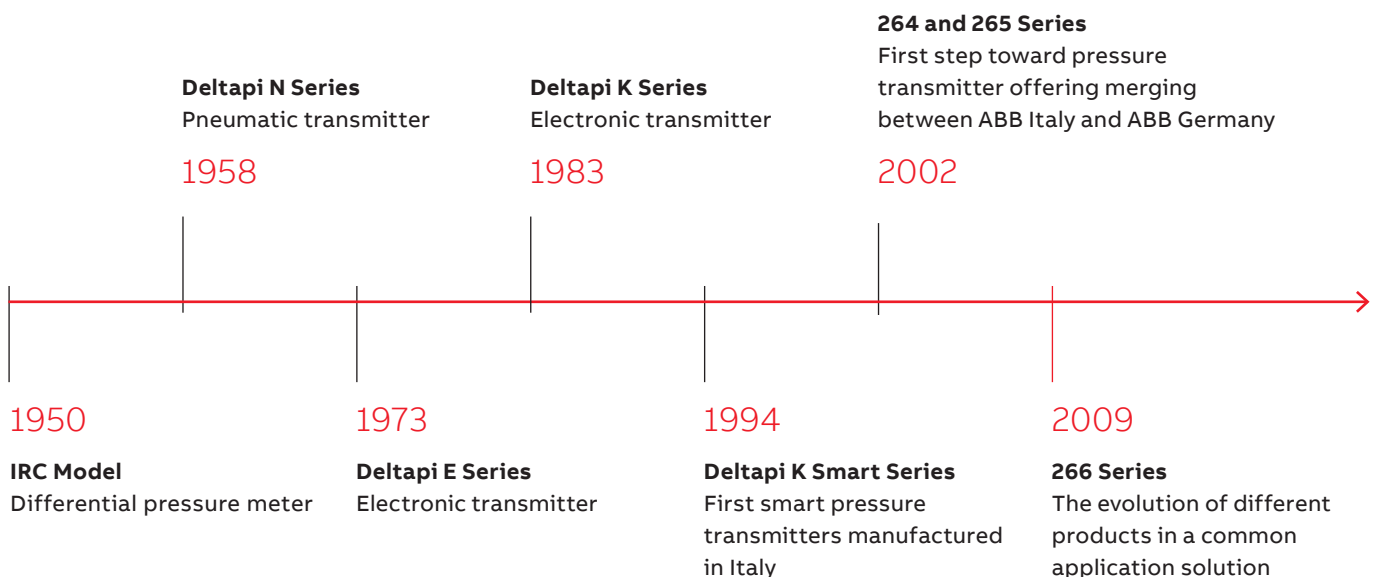 264 and 265 Series
First step toward pressure
transmitter offering merging
between ABB Italy and ABB Germany
2002
Deltapi N Series
Pneumatic transmitter
1958
Deltapi K Series
Electronic transmitter
1983
1950
IRC Model
Differential pressure meter
1973
Deltapi E Series
Electronic transmitter
1994
Deltapi K Smart Series
First smart pressure
transmitters manufactured
in Italy
2009
266 Series
The evolution of different
products in a common
application solution